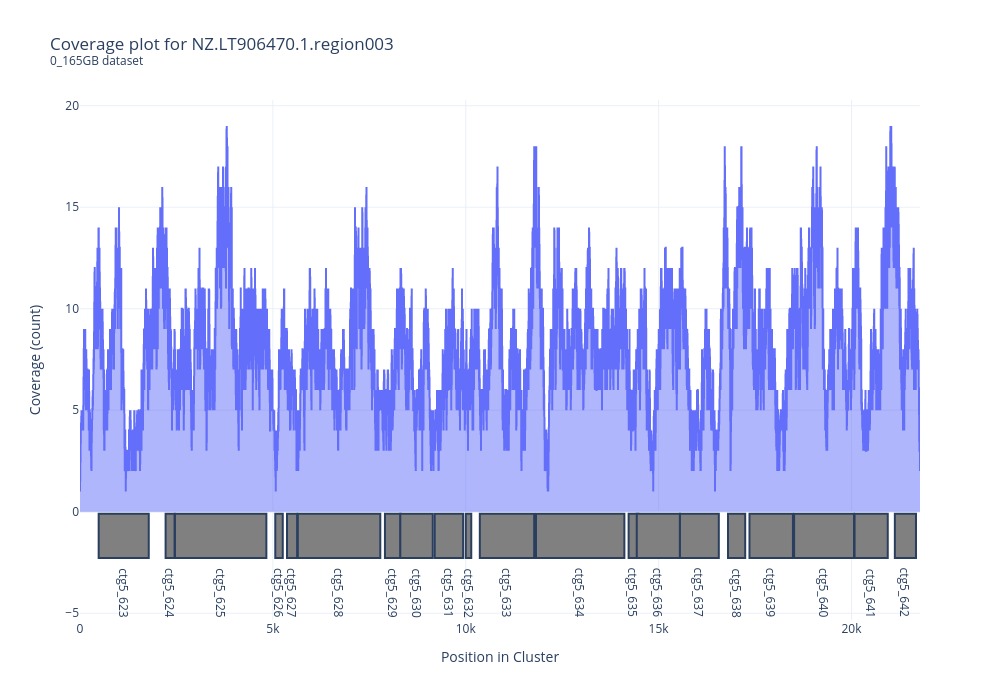 Coverage plot for NZ.LT906470.1.region003
0_165GB dataset
20
15
10
5
0
−5
Coverage (count)
ctg5_623
ctg5_624
ctg5_625
ctg5_626
ctg5_627
ctg5_628
ctg5_629
ctg5_630
ctg5_631
ctg5_632
ctg5_633
ctg5_634
ctg5_635
ctg5_636
ctg5_637
ctg5_638
ctg5_639
ctg5_640
ctg5_641
ctg5_642
0
5k
10k
15k
20k
Position in Cluster